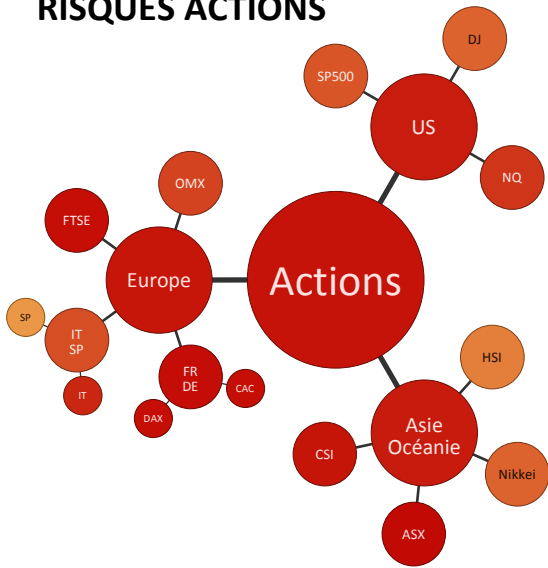 RISQUES ACTIONS
DJ
SP500
US
NQ
OMX
FTSE
Europe
Actions
SP
IT
SP
IT
FR
DE
CAC
DAX
HSI
Asie
Océanie
CSI
Nikkei
ASX